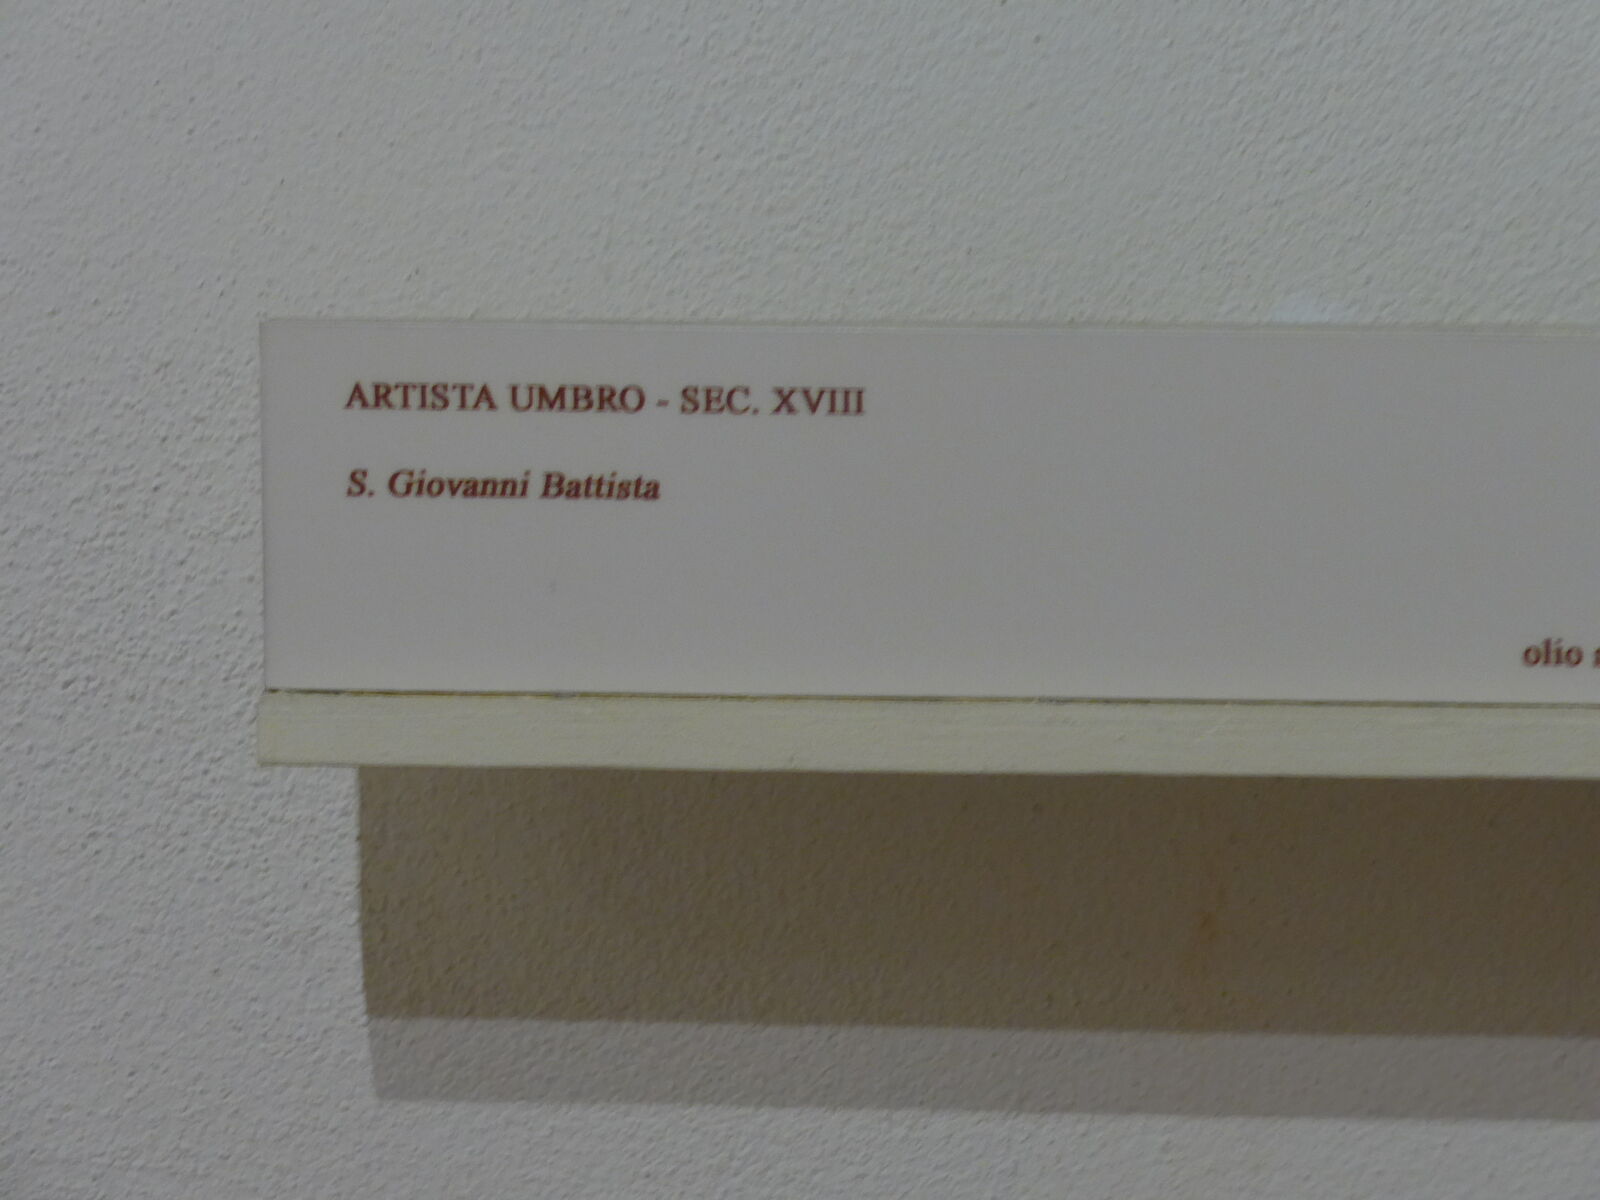 ARTISTA UMBRO - SEC. XVIII
S. Giovanni Battista
olio